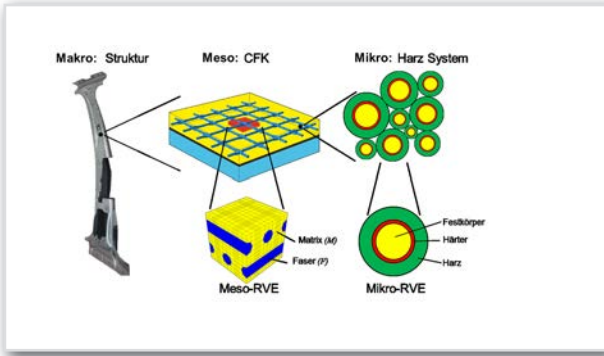 Makro: Struktur
Meso: CFK
Mikro: Harz System
Matrix (M)
Faser (F)
Meso-RVE
Festkörper
Härter
Harz
Mikro-RVE